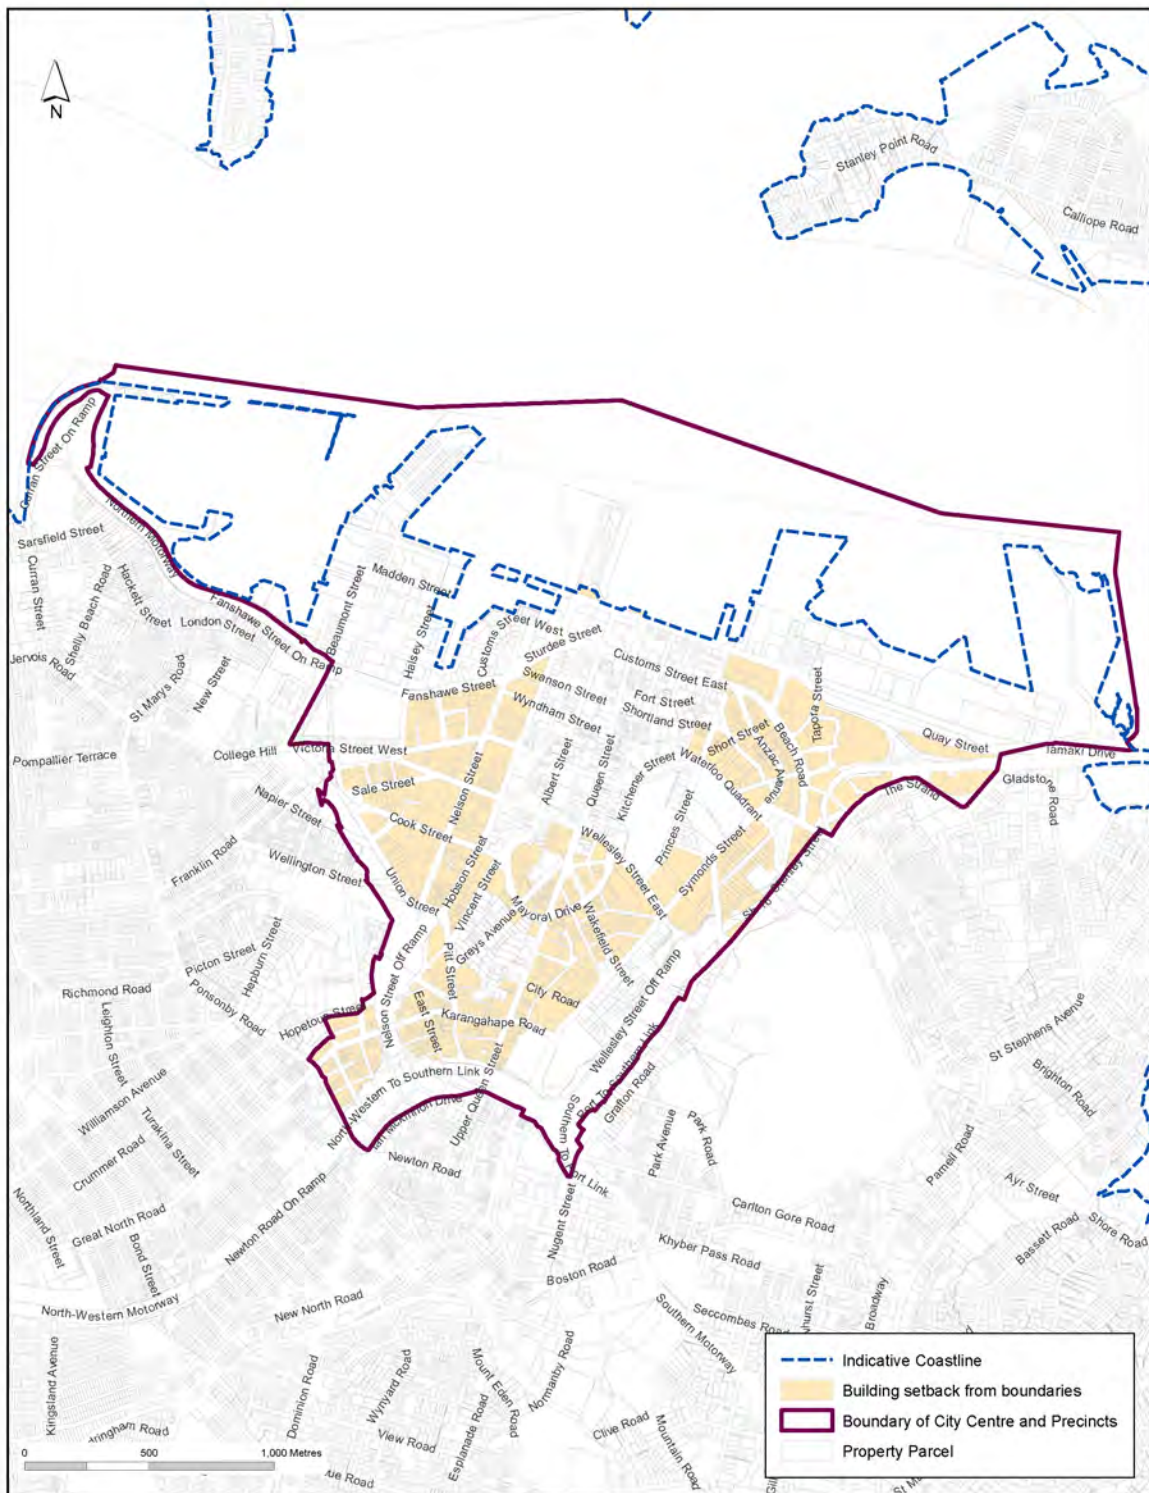 N
Stanley Point Road
Calliope Road
Curran Street On Ramp
Northern Motorway
Sarsfield Street
Curran Street
Shelly Beach Road
Hackett Street
London Street
Fanshawe Street On Ramp
Beaumont Street
Madden Street
Halsey Street
Customs Street West
Sturdee Street
Customs Street East
Jervois Road
St Mary's Road
New Street
Fanshawe Street
Swanson Street
Fort Street
Wyndham Street
Shortland Street
Tapora Street
Beach Road
Short Street
Anzac Avenue
Quay Street
Tamaki Drive
Pompallier Terrace
College Hill
Victoria Street West
Nelson Street
Albert Street
Queen Street
Kitchener Street
Waterloo Quadrant
The Strand
Gladstone Road
Sale Street
Napier Street
Cook Street
Princes Street
Franklin Road
Wellington Street
Union Street
Hobson Street
Vincent Street
Wellesley Street East
Symonds Street
Mayoral Drive
Greys Avenue
Wakefield Street
Picton Street
Hepburn Street
Pitt Street
Nelson Street Off Ramp
Wellesley Street Off Ramp
Richmond Road
Ponsonby Road
Hopetoun Street
City Road
East Street
Karangahape Road
Leighton Street
St Stephens Avenue
Williamson Avenue
North-Western To Southern Link
Port To Southern Link
Grafton Road
Brighton Road
Ian McKinnon Drive
Upper Queen Street
Southern To Port Link
Turakina Street
Crummer Road
Newton Road
Park Avenue
Park Road
Parnell Road
Ayr Street
Northland Street
Great North Road
Bond Street
Newton Road On Ramp
Nugent Street
Carlton Gore Road
Bassett Road
Shore Road
Khyber Pass Road
Boston Road
North-Western Motorway
New North Road
Seccombes Road
Southern Motorway
Broadway
Kingsland Avenue
Dominion Road
Wynyard Road
Mount Eden Road
Normanby Road
View Road
Esplanade Road
Clive Road
Mountain Road
Indicative Coastline
Building setback from boundaries
Boundary of City Centre and Precincts
Property Parcel
0 500 1,000 Metres